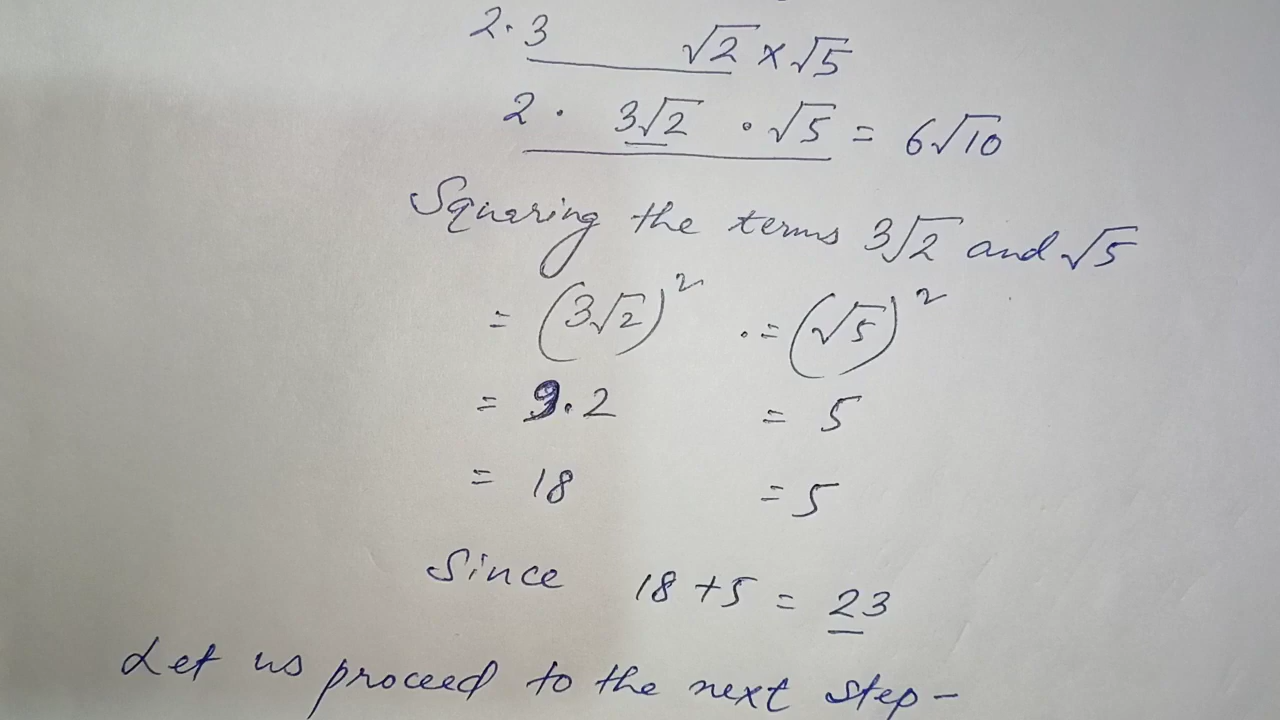 2·3 √2 × √5
2 · 3√2 · √5 = 6√10
Squaring the terms 3√2 and √5
= (3√2)² · = (√5)²
= 9.2 = 5
= 18 = 5
Since 18 + 5 = 23
Let us proceed to the next step –